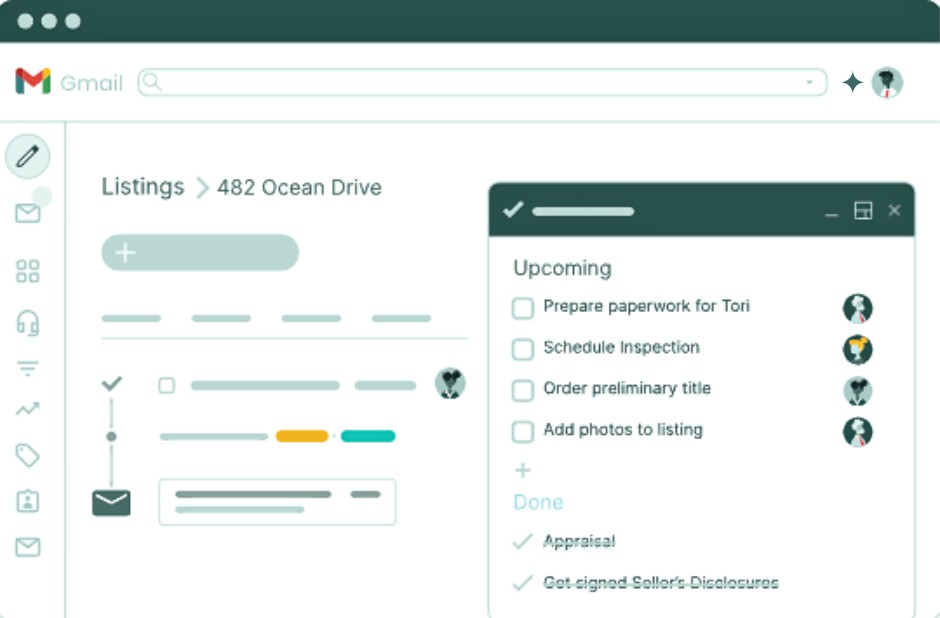 Gmail
Listings > 482 Ocean Drive
Upcoming
Prepare paperwork for Tori
Schedule Inspection
Order preliminary title
Add photos to listing
Done
Appraisal
Get signed Seller's Disclosures